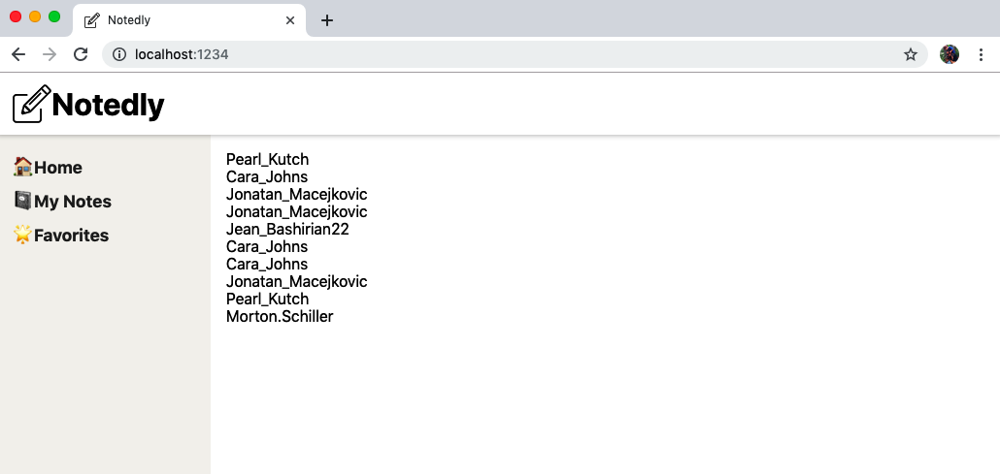 Notedly
localhost:1234
Notedly
Home
My Notes
Favorites
Pearl_Kutch
Cara_Johns
Jonatan_Macejkovic
Jonatan_Macejkovic
Jean_Bashirian22
Cara_Johns
Cara_Johns
Jonatan_Macejkovic
Pearl_Kutch
Morton.Schiller